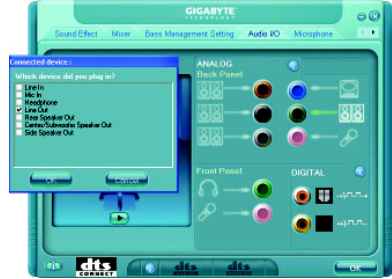 GIGABYTE
TECHNOLOGY
Sound Effect Mixer Bass Management Setting Audio I/O Microphone
Connected device :
Which device did you plug in?
Line In
Mic In
Headphone
Line Out
Rear Speaker Out
Center/Subwoofer Speaker Out
Side Speaker Out
OK Cancel
ANALOG
Back Panel
Front Panel
DIGITAL
dts
CONNECT
dts dts
OK